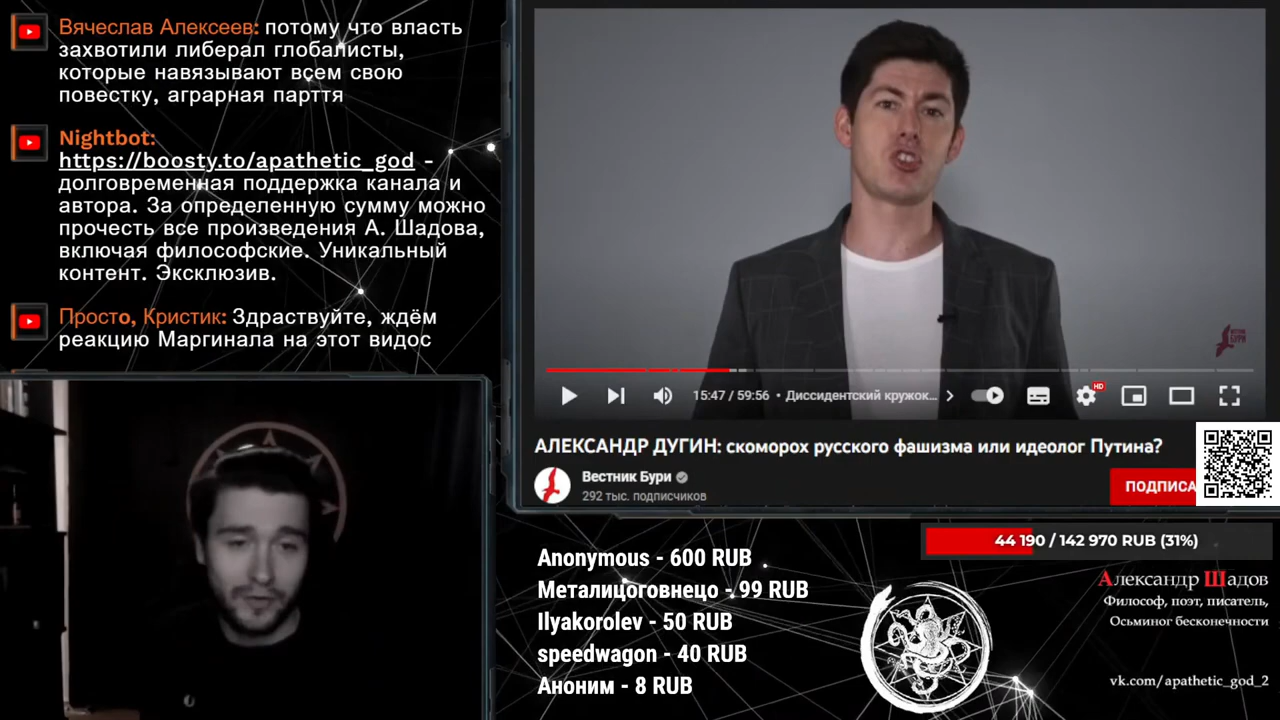 Вячеслав Алексеев: потому что власть
захвотили либерал глобалисты,
которые навязывают всем свою
повестку, аграрная парття
Nightbot:
https://boosty.to/apathetic_god -
долговременная поддержка канала и
автора. За определенную сумму можно
прочесть все произведения А. Шадова,
включая философские. Уникальный
контент. Эксклюзив.
Просто, Кристик: Здраствуйте, ждём
реакцию Маргинала на этот видос
ВЕСТНИК
БУРИ
15:47 / 59:56 • Диссидентский кружок...
HD
АЛЕКСАНДР ДУГИН: скоморох русского фашизма или идеолог Путина?
Вестник Бури
292 тыс. подписчиков
ПОДПИСА
44 190 / 142 970 RUB (31%)
Anonymous - 600 RUB
Металицоговнецо - 99 RUB
Ilyakorolev - 50 RUB
speedwagon - 40 RUB
Аноним - 8 RUB
Александр Шадов
Философ, поэт, писатель,
Осьминог бесконечности
vk.com/apathetic_god_2